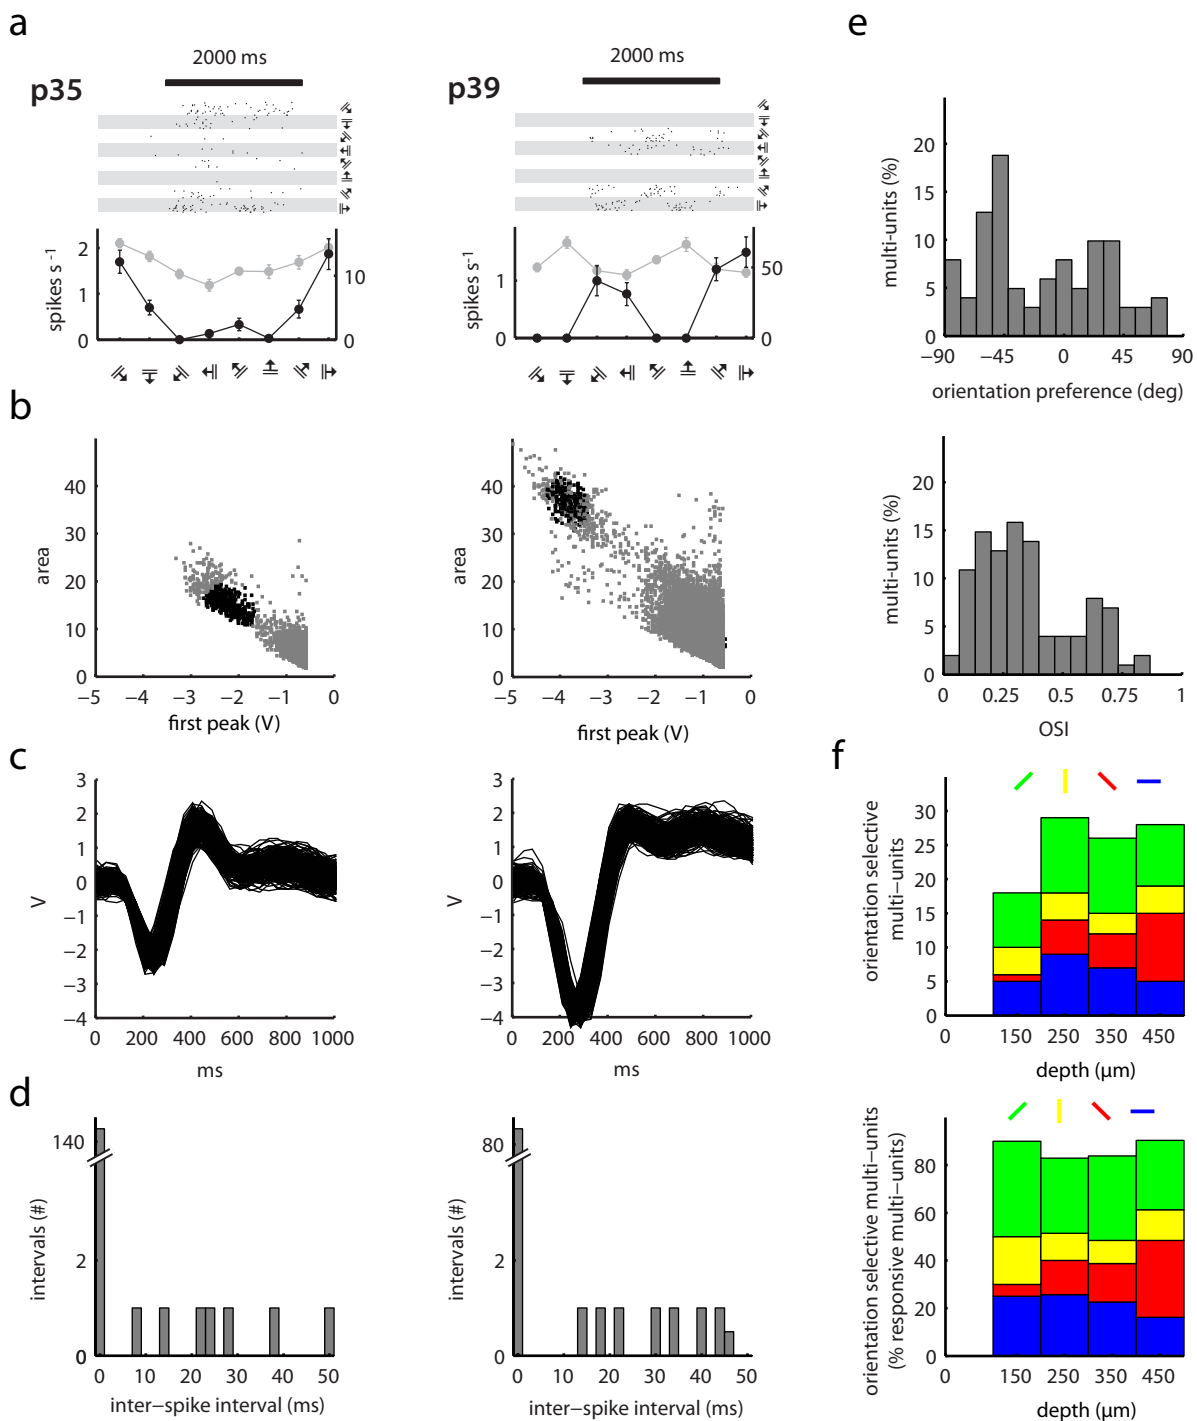 a
2000 ms
p35
2
1
0
spikes s⁻¹
10
0
2000 ms
p39
1
0
spikes s⁻¹
50
0
b
40
30
20
10
0
area
−5 −4 −3 −2 −1 0
first peak (V)
40
30
20
10
0
area
−5 −4 −3 −2 −1 0
first peak (V)
c
3
2
1
0
−1
−2
−3
−4
V
0 200 400 600 800 1000
ms
3
2
1
0
−1
−2
−3
−4
V
0 200 400 600 800 1000
ms
d
140
2
0
intervals (#)
0 10 20 30 40 50
inter−spike interval (ms)
80
2
0
intervals (#)
0 10 20 30 40 50
inter−spike interval (ms)
e
20
15
10
5
0
multi-units (%)
−90 −45 0 45 90
orientation preference (deg)
20
15
10
5
0
multi-units (%)
0 0.25 0.5 0.75 1
OSI
f
30
25
20
15
10
5
0
orientation selective
multi−units
0 150 250 350 450
depth (μm)
80
60
40
20
0
orientation selective multi−units
(% responsive multi−units)
0 150 250 350 450
depth (μm)